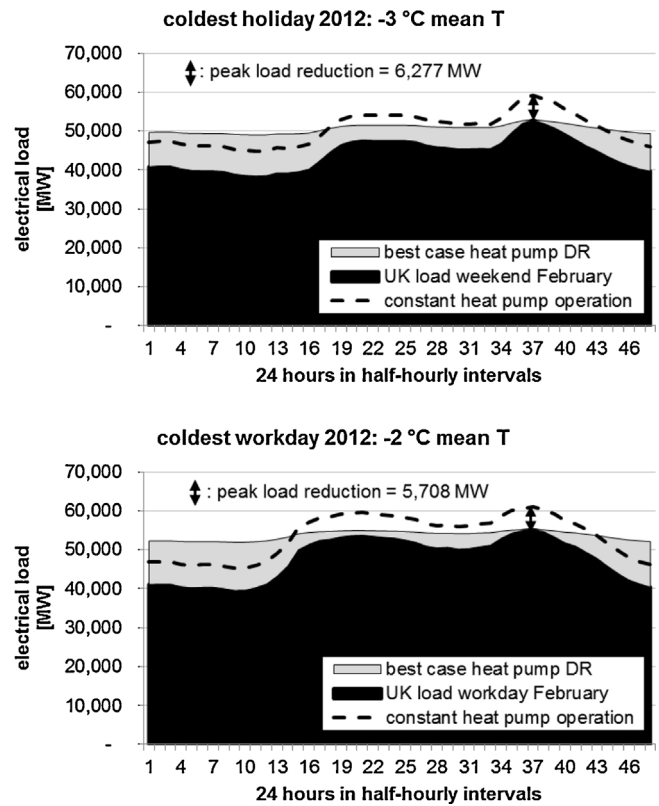 coldest holiday 2012: -3 °C mean T
70,000
: peak load reduction = 6,277 MW
60,000
50,000
40,000
30,000
20,000
10,000
-
electrical load
[MW]
best case heat pump DR
UK load weekend February
constant heat pump operation
1 4 7 10 13 16 19 22 25 28 31 34 37 40 43 46
24 hours in half-hourly intervals
coldest workday 2012: -2 °C mean T
70,000
: peak load reduction = 5,708 MW
60,000
50,000
40,000
30,000
20,000
10,000
-
electrical load
[MW]
best case heat pump DR
UK load workday February
constant heat pump operation
1 4 7 10 13 16 19 22 25 28 31 34 37 40 43 46
24 hours in half-hourly intervals